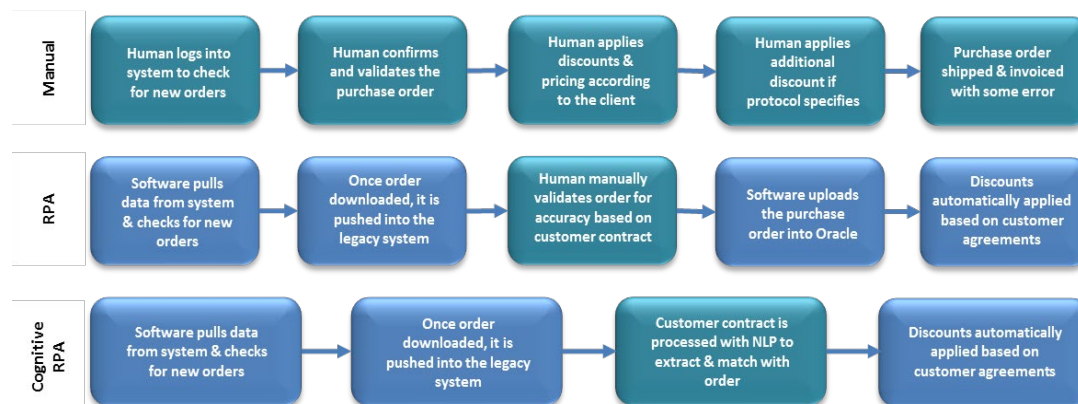 Manual
Human logs into
system to check
for new orders
Human confirms
and validates the
purchase order
Human applies
discounts &
pricing according
to the client
Human applies
additional
discount if
protocol specifies
Purchase order
shipped & invoiced
with some error
RPA
Software pulls
data from system
& checks for new
orders
Once order
downloaded, it is
pushed into the
legacy system
Human manually
validates order for
accuracy based on
customer contract
Software uploads
the purchase
order into Oracle
Discounts
automatically applied
based on customer
agreements
Cognitive
RPA
Software pulls data
from system & checks
for new orders
Once order
downloaded, it is
pushed into the legacy
system
Customer contract is
processed with NLP to
extract & match with
order
Discounts automatically
applied based on
customer agreements